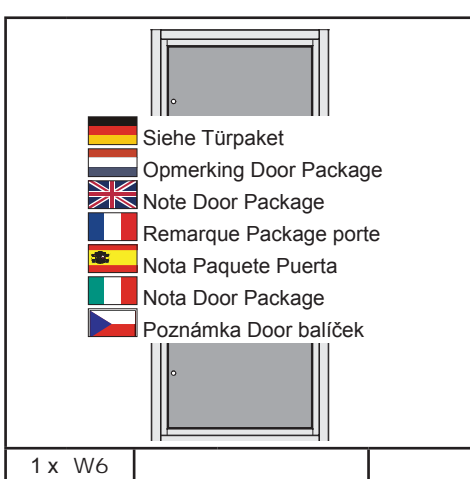 Siehe Türpaket
Opmerking Door Package
Note Door Package
Remarque Package porte
Nota Paquete Puerta
Nota Door Package
Poznámka Door balíček
1 x W6